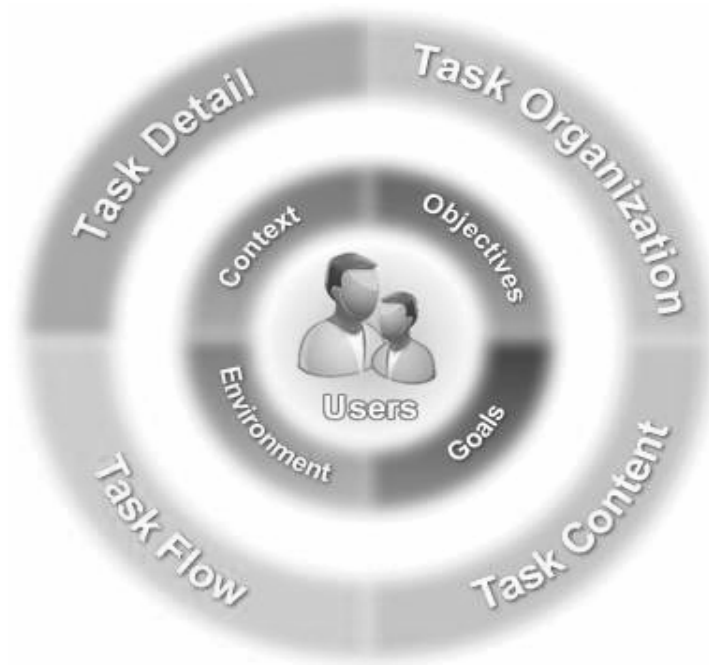 Task Detail
Task Organization
Context
Objectives
Users
Environment
Goals
Task Flow
Task Content